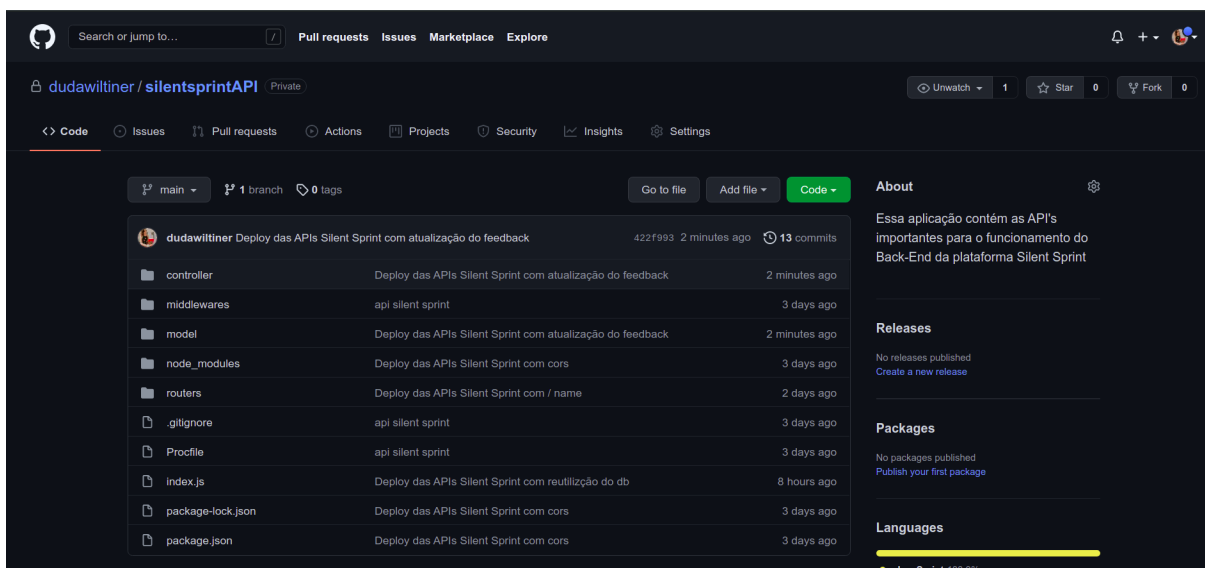 Search or jump to... / Pull requests Issues Marketplace Explore
dudawiltiner / silentsprintAPI Private Unwatch 1 Star 0 Fork 0
<> Code Issues Pull requests Actions Projects Security Insights Settings
main 1 branch 0 tags Go to file Add file Code
dudawiltiner Deploy das APIs Silent Sprint com atualização do feedback 422f993 2 minutes ago 13 commits
controller Deploy das APIs Silent Sprint com atualização do feedback 2 minutes ago
middlewares api silent sprint 3 days ago
model Deploy das APIs Silent Sprint com atualização do feedback 2 minutes ago
node_modules Deploy das APIs Silent Sprint com cors 3 days ago
routers Deploy das APIs Silent Sprint com / name 2 days ago
.gitignore api silent sprint 3 days ago
Procfile api silent sprint 3 days ago
index.js Deploy das APIs Silent Sprint com reutilizção do db 8 hours ago
package-lock.json Deploy das APIs Silent Sprint com cors 3 days ago
package.json Deploy das APIs Silent Sprint com cors 3 days ago
About
Essa aplicação contém as API's
importantes para o funcionamento do
Back-End da plataforma Silent Sprint
Releases
No releases published
Create a new release
Packages
No packages published
Publish your first package
Languages